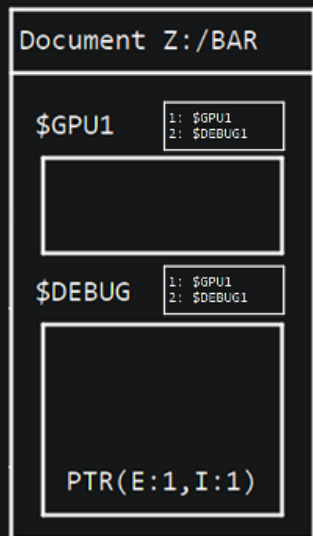 Document Z:/BAR
$GPU1
1: $GPU1
2: $DEBUG1
$DEBUG
1: $GPU1
2: $DEBUG1
PTR(E:1,I:1)